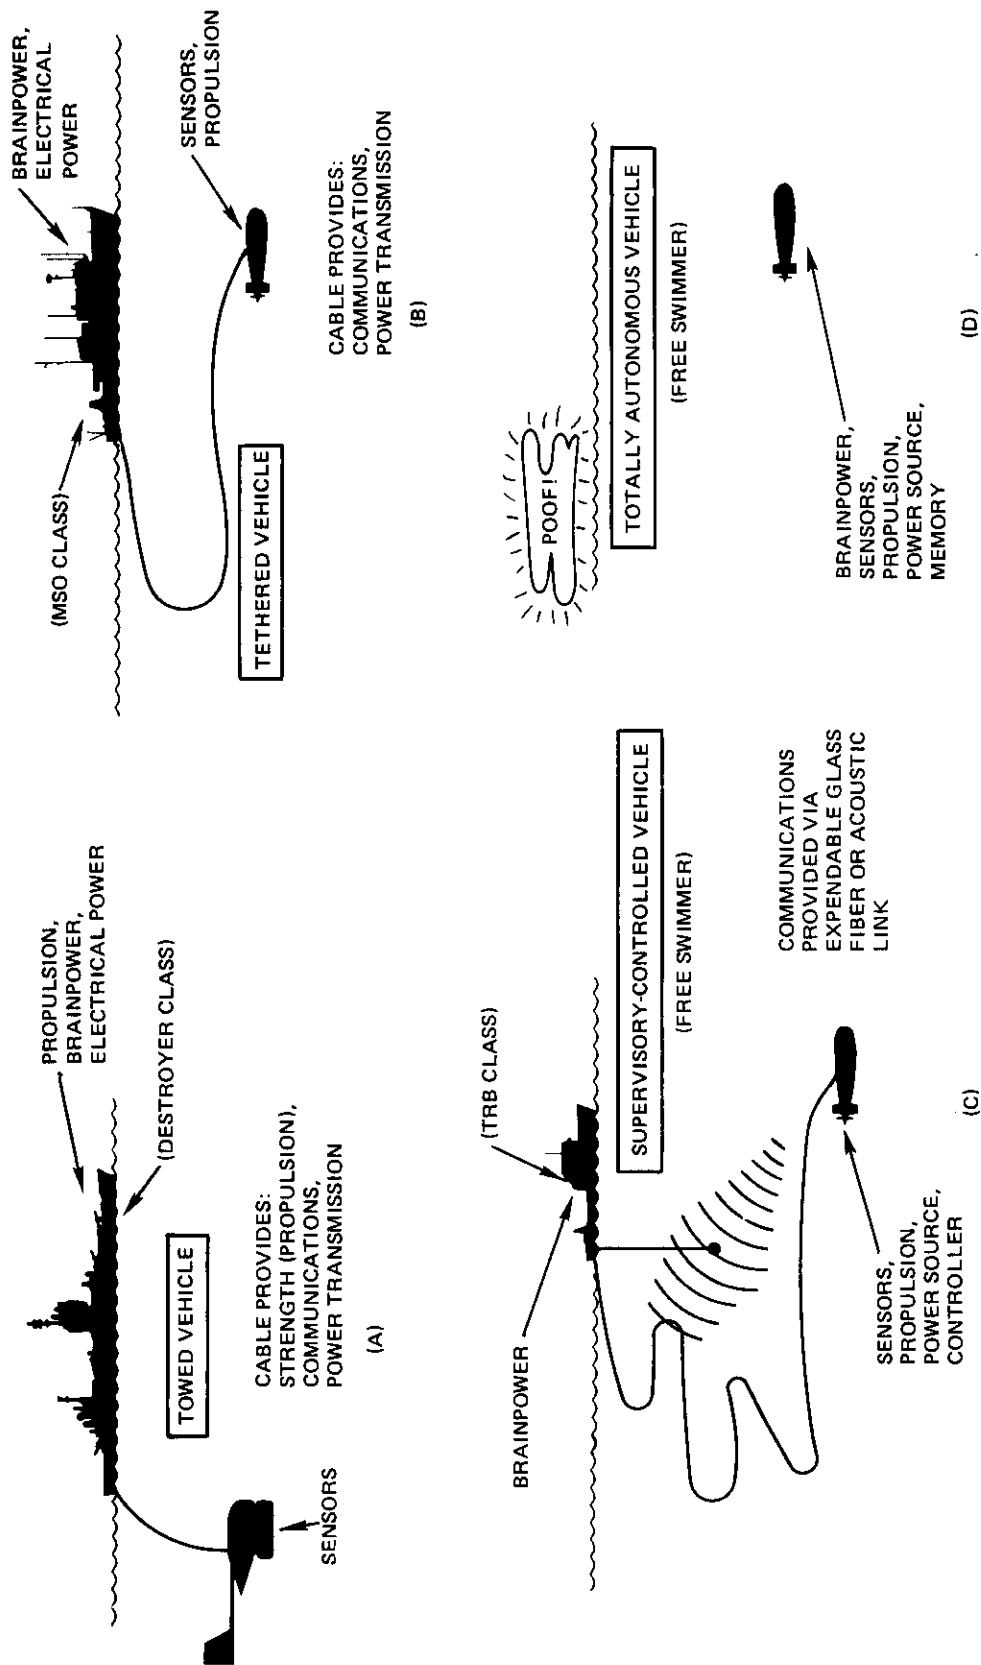 PROPULSION,
BRAINPOWER,
ELECTRICAL POWER
(DESTROYER CLASS)
TOWED VEHICLE
CABLE PROVIDES:
STRENGTH (PROPULSION),
COMMUNICATIONS,
POWER TRANSMISSION
SENSORS
(A)
BRAINPOWER,
ELECTRICAL
POWER
(MSO CLASS)
SENSORS,
PROPULSION
TETHERED VEHICLE
CABLE PROVIDES:
COMMUNICATIONS,
POWER TRANSMISSION
(B)
(TRB CLASS)
BRAINPOWER
SUPERVISORY-CONTROLLED VEHICLE
(FREE SWIMMER)
COMMUNICATIONS
PROVIDED VIA
EXPENDABLE GLASS
FIBER OR ACOUSTIC
LINK
SENSORS,
PROPULSION,
POWER SOURCE,
CONTROLLER
(C)
POOF!
TOTALLY AUTONOMOUS VEHICLE
(FREE SWIMMER)
BRAINPOWER,
SENSORS,
PROPULSION,
POWER SOURCE,
MEMORY
(D)